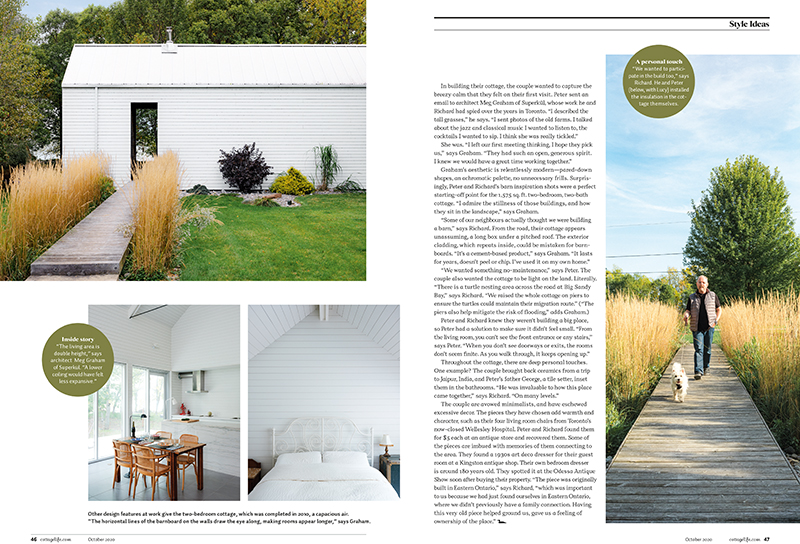 Inside story
"The living area is
double height," says
architect Meg Graham
of Superkül. "A lower
ceiling would have felt
less expansive."
Other design features at work give the two-bedroom cottage, which was completed in 2010, a capacious air.
"The horizontal lines of the barnboard on the walls draw the eye along, making rooms appear longer," says Graham.
46 cottagelife.com October 2020
Style Ideas
In building their cottage, the couple wanted to capture the
breezy calm that they felt on their first visit. Peter sent an
email to architect Meg Graham of Superkül, whose work he and
Richard had spied over the years in Toronto. "I described the
tall grasses," he says. "I sent photos of the old farms. I talked
about the jazz and classical music I wanted to listen to, the
cocktails I wanted to sip. I think she was really tickled."
She was. "I left our first meeting thinking, I hope they pick
us," says Graham. "They had such an open, generous spirit.
I knew we would have a great time working together."
Graham's aesthetic is relentlessly modern—pared-down
shapes, an achromatic palette, no unnecessary frills. Surpris-
ingly, Peter and Richard's barn inspiration shots were a perfect
starting-off point for the 1,575 sq. ft. two-bedroom, two-bath
cottage. "I admire the stillness of those buildings, and how
they sit in the landscape," says Graham.
"Some of our neighbours actually thought we were building
a barn," says Richard. From the road, their cottage appears
unassuming, a long box under a pitched roof. The exterior
cladding, which repeats inside, could be mistaken for barn-
boards. "It's a cement-based product," says Graham. "It lasts
for years, doesn't peel or chip. I've used it on my own home."
"We wanted something no-maintenance," says Peter. The
couple also wanted the cottage to be light on the land. Literally.
"There is a turtle nesting area across the road at Big Sandy
Bay," says Richard. "We raised the whole cottage on piers to
ensure the turtles could maintain their migration route." ("The
piers also help mitigate the risk of flooding," adds Graham.)
Peter and Richard knew they weren't building a big place,
so Peter had a solution to make sure it didn't feel small. "From
the living room, you can't see the front entrance or any stairs,"
says Peter. "When you don't see doorways or exits, the rooms
don't seem finite. As you walk through, it keeps opening up."
Throughout the cottage, there are deep personal touches.
One example? The couple brought back ceramics from a trip
to Jaipur, India, and Peter's father George, a tile setter, inset
them in the bathrooms. "He was invaluable to how this place
came together," says Richard. "On many levels."
The couple are avowed minimalists, and have eschewed
excessive decor. The pieces they have chosen add warmth and
character, such as their four living room chairs from Toronto's
now-closed Wellesley Hospital. Peter and Richard found them
for $5 each at an antique store and recovered them. Some of
the pieces are imbued with memories of them connecting to
the area. They found a 1930s art deco dresser for their guest
room at a Kingston antique shop. Their own bedroom dresser
is around 180 years old. They spotted it at the Odessa Antique
Show soon after buying their property. "The piece was originally
built in Eastern Ontario," says Richard, "which was important
to us because we had just found ourselves in Eastern Ontario,
where we didn't previously have a family connection. Having
this very old piece helped ground us, gave us a feeling of
ownership of the place."
A personal touch
"We wanted to partici-
pate in the build too," says
Richard. He and Peter
(below, with Lucy) installed
the insulation in the cot-
tage themselves.
October 2020 cottagelife.com 47